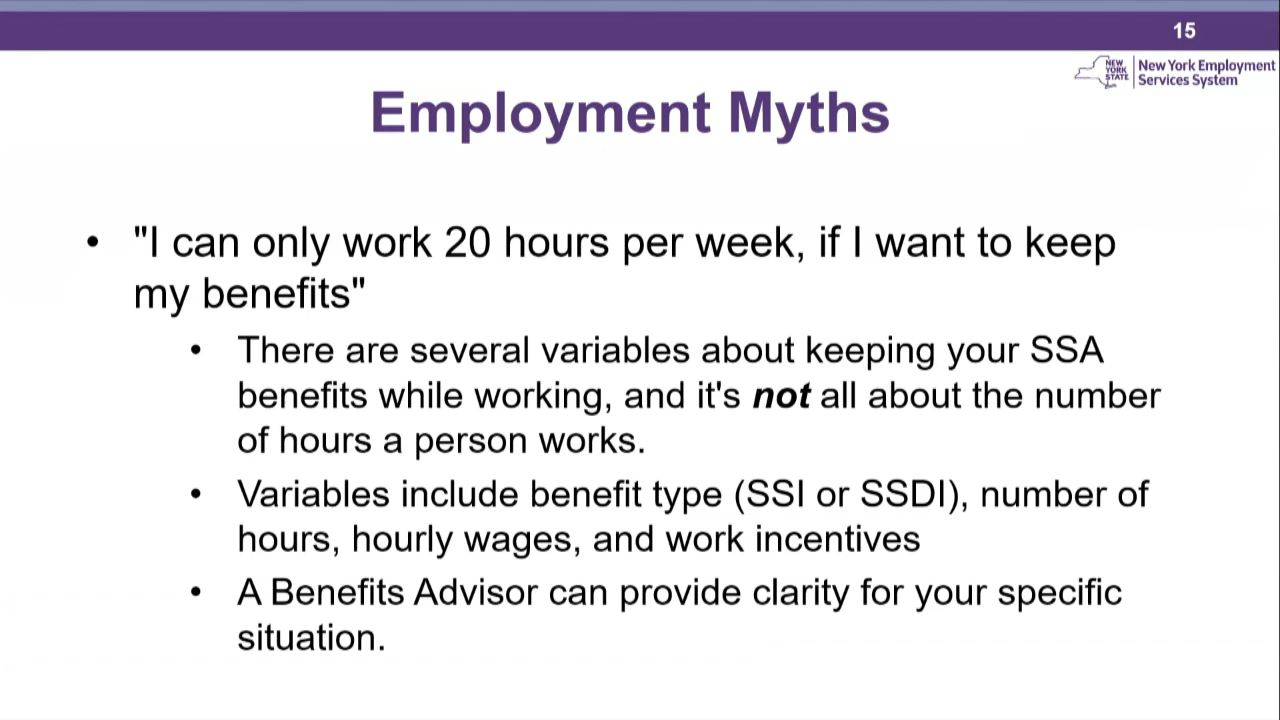 15
NEW
YORK
STATE
New York Employment
Services System
Employment Myths
• "I can only work 20 hours per week, if I want to keep
my benefits"
• There are several variables about keeping your SSA
benefits while working, and it's not all about the number
of hours a person works.
• Variables include benefit type (SSI or SSDI), number of
hours, hourly wages, and work incentives
• A Benefits Advisor can provide clarity for your specific
situation.